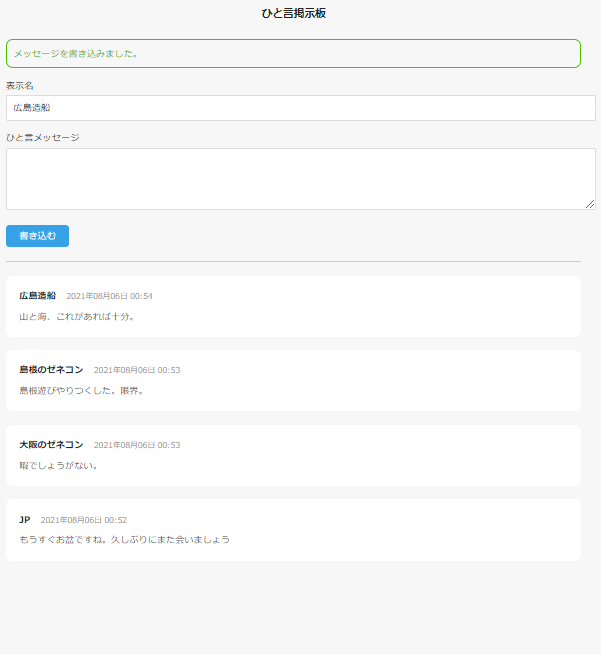 ひと言掲示板
メッセージを書き込みました。
表示名
広島造船
ひと言メッセージ
書き込む
広島造船 2021年08月06日 00:54
山と海、これがあれば十分。
島根のゼネコン 2021年08月06日 00:53
島根遊びやりつくした。限界。
大阪のゼネコン 2021年08月06日 00:53
暇でしょうがない。
JP 2021年08月06日 00:52
もうすぐお盆ですね。久しぶりにまた会いましょう